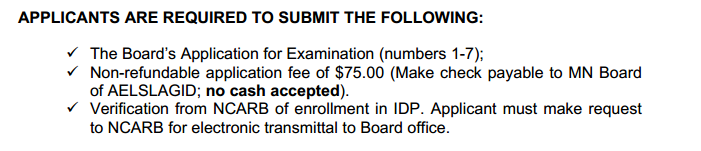 APPLICANTS ARE REQUIRED TO SUBMIT THE FOLLOWING:
✓ The Board's Application for Examination (numbers 1-7);
✓ Non-refundable application fee of $75.00 (Make check payable to MN Board
of AELSLAGID; no cash accepted).
✓ Verification from NCARB of enrollment in IDP. Applicant must make request
to NCARB for electronic transmittal to Board office.